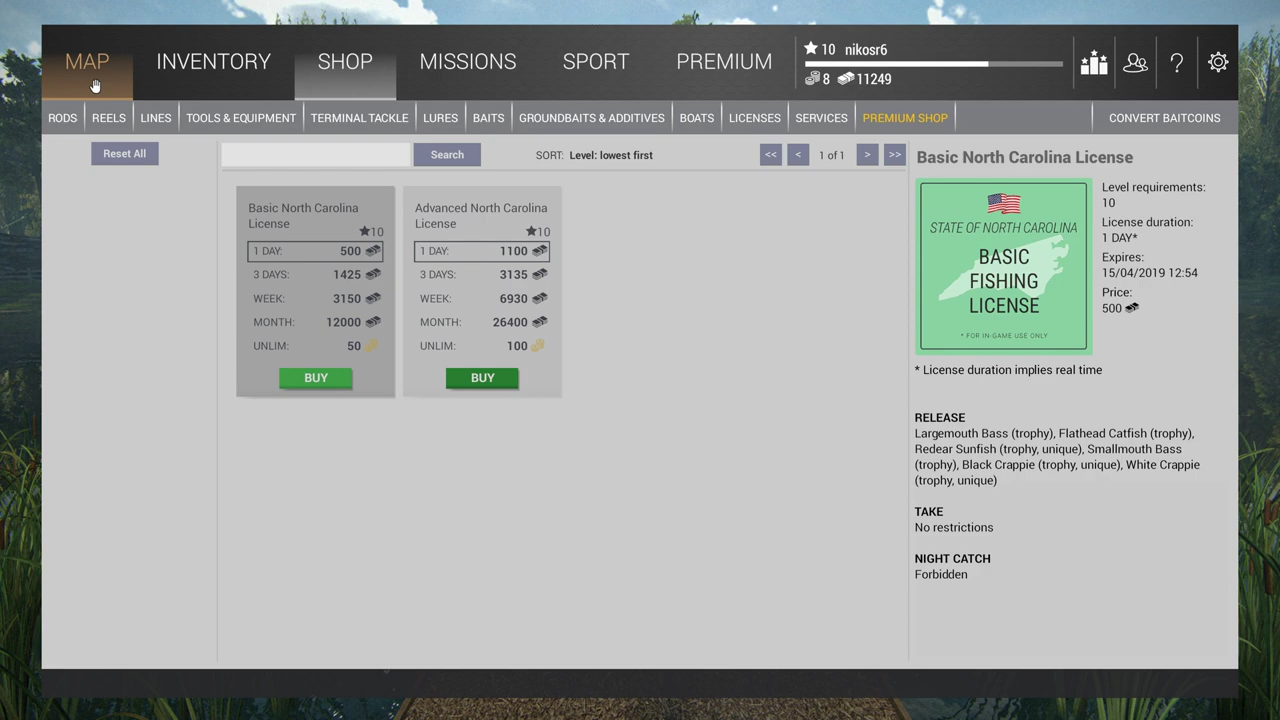 MAP INVENTORY SHOP MISSIONS SPORT PREMIUM
10 nikosr6
8 11249
?
RODS REELS LINES TOOLS & EQUIPMENT TERMINAL TACKLE LURES BAITS GROUNDBAITS & ADDITIVES BOATS LICENSES SERVICES PREMIUM SHOP CONVERT BAITCOINS
Reset All
Search
SORT: Level: lowest first
<< < 1 of 1 > >>
Basic North Carolina
License
10
1 DAY: 500
3 DAYS: 1425
WEEK: 3150
MONTH: 12000
UNLIM: 50
BUY
Advanced North Carolina
License
10
1 DAY: 1100
3 DAYS: 3135
WEEK: 6930
MONTH: 26400
UNLIM: 100
BUY
Basic North Carolina License
STATE OF NORTH CAROLINA
BASIC
FISHING
LICENSE
* FOR IN-GAME USE ONLY
Level requirements:
10
License duration:
1 DAY*
Expires:
15/04/2019 12:54
Price:
500
* License duration implies real time
RELEASE
Largemouth Bass (trophy), Flathead Catfish (trophy),
Redear Sunfish (trophy, unique), Smallmouth Bass
(trophy), Black Crappie (trophy, unique), White Crappie
(trophy, unique)
TAKE
No restrictions
NIGHT CATCH
Forbidden